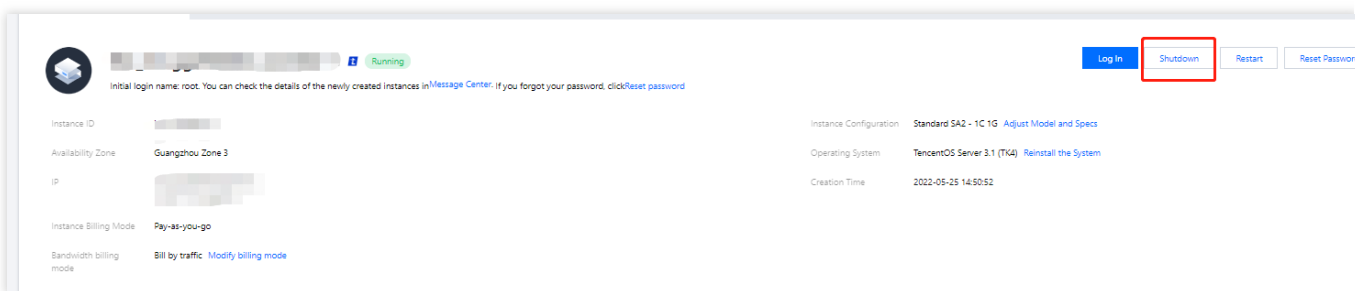 Running
Log In
Shutdown
Restart
Reset Passwor
Initial login name: root. You can check the details of the newly created instances inMessage Center. If you forgot your password, clickReset password
Instance ID
Instance Configuration Standard SA2 - 1C 1G Adjust Model and Specs
Availability Zone Guangzhou Zone 3
Operating System TencentOS Server 3.1 (TK4) Reinstall the System
IP
Creation Time 2022-05-25 14:50:52
Instance Billing Mode Pay-as-you-go
Bandwidth billing
mode
Bill by traffic Modify billing mode